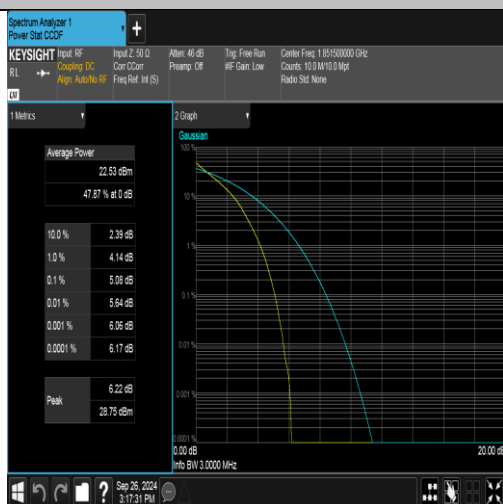 Spectrum Analyzer 1
Power Stat CCDF
+
KEYSIGHT
RL
Input: RF
Coupling: DC
Align: Auto/No RF
Input Z: 50 Ω
Corr CCorr
Freq Ref: Int (S)
Atten: 46 dB
Preamp: Off
Trig: Free Run
#IF Gain: Low
Center Freq: 1.851500000 GHz
Counts: 10.0 M/10.0 Mpt
Radio Std: None
1 Metrics
Average Power
22.53 dBm
47.87 % at 0 dB
10.0 % 2.39 dB
1.0 % 4.14 dB
0.1 % 5.08 dB
0.01 % 5.64 dB
0.001 % 6.06 dB
0.0001 % 6.17 dB
Peak
6.22 dB
28.75 dBm
2 Graph
Gaussian
100 %
10 %
1 %
0.1 %
0.01 %
0.001 %
0.0001 %
0.00 dB
20.00 dB
Info BW 3.0000 MHz
?
Sep 26, 2024
3:17:31 PM